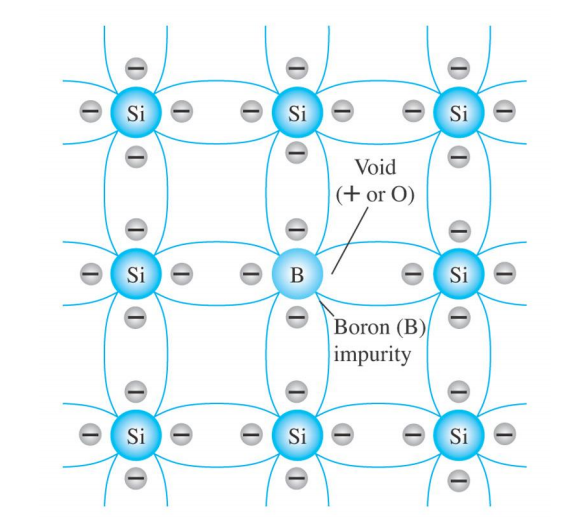 Si Si Si
Void
(+ or O)
Si B Si
Boron (B)
impurity
Si Si Si